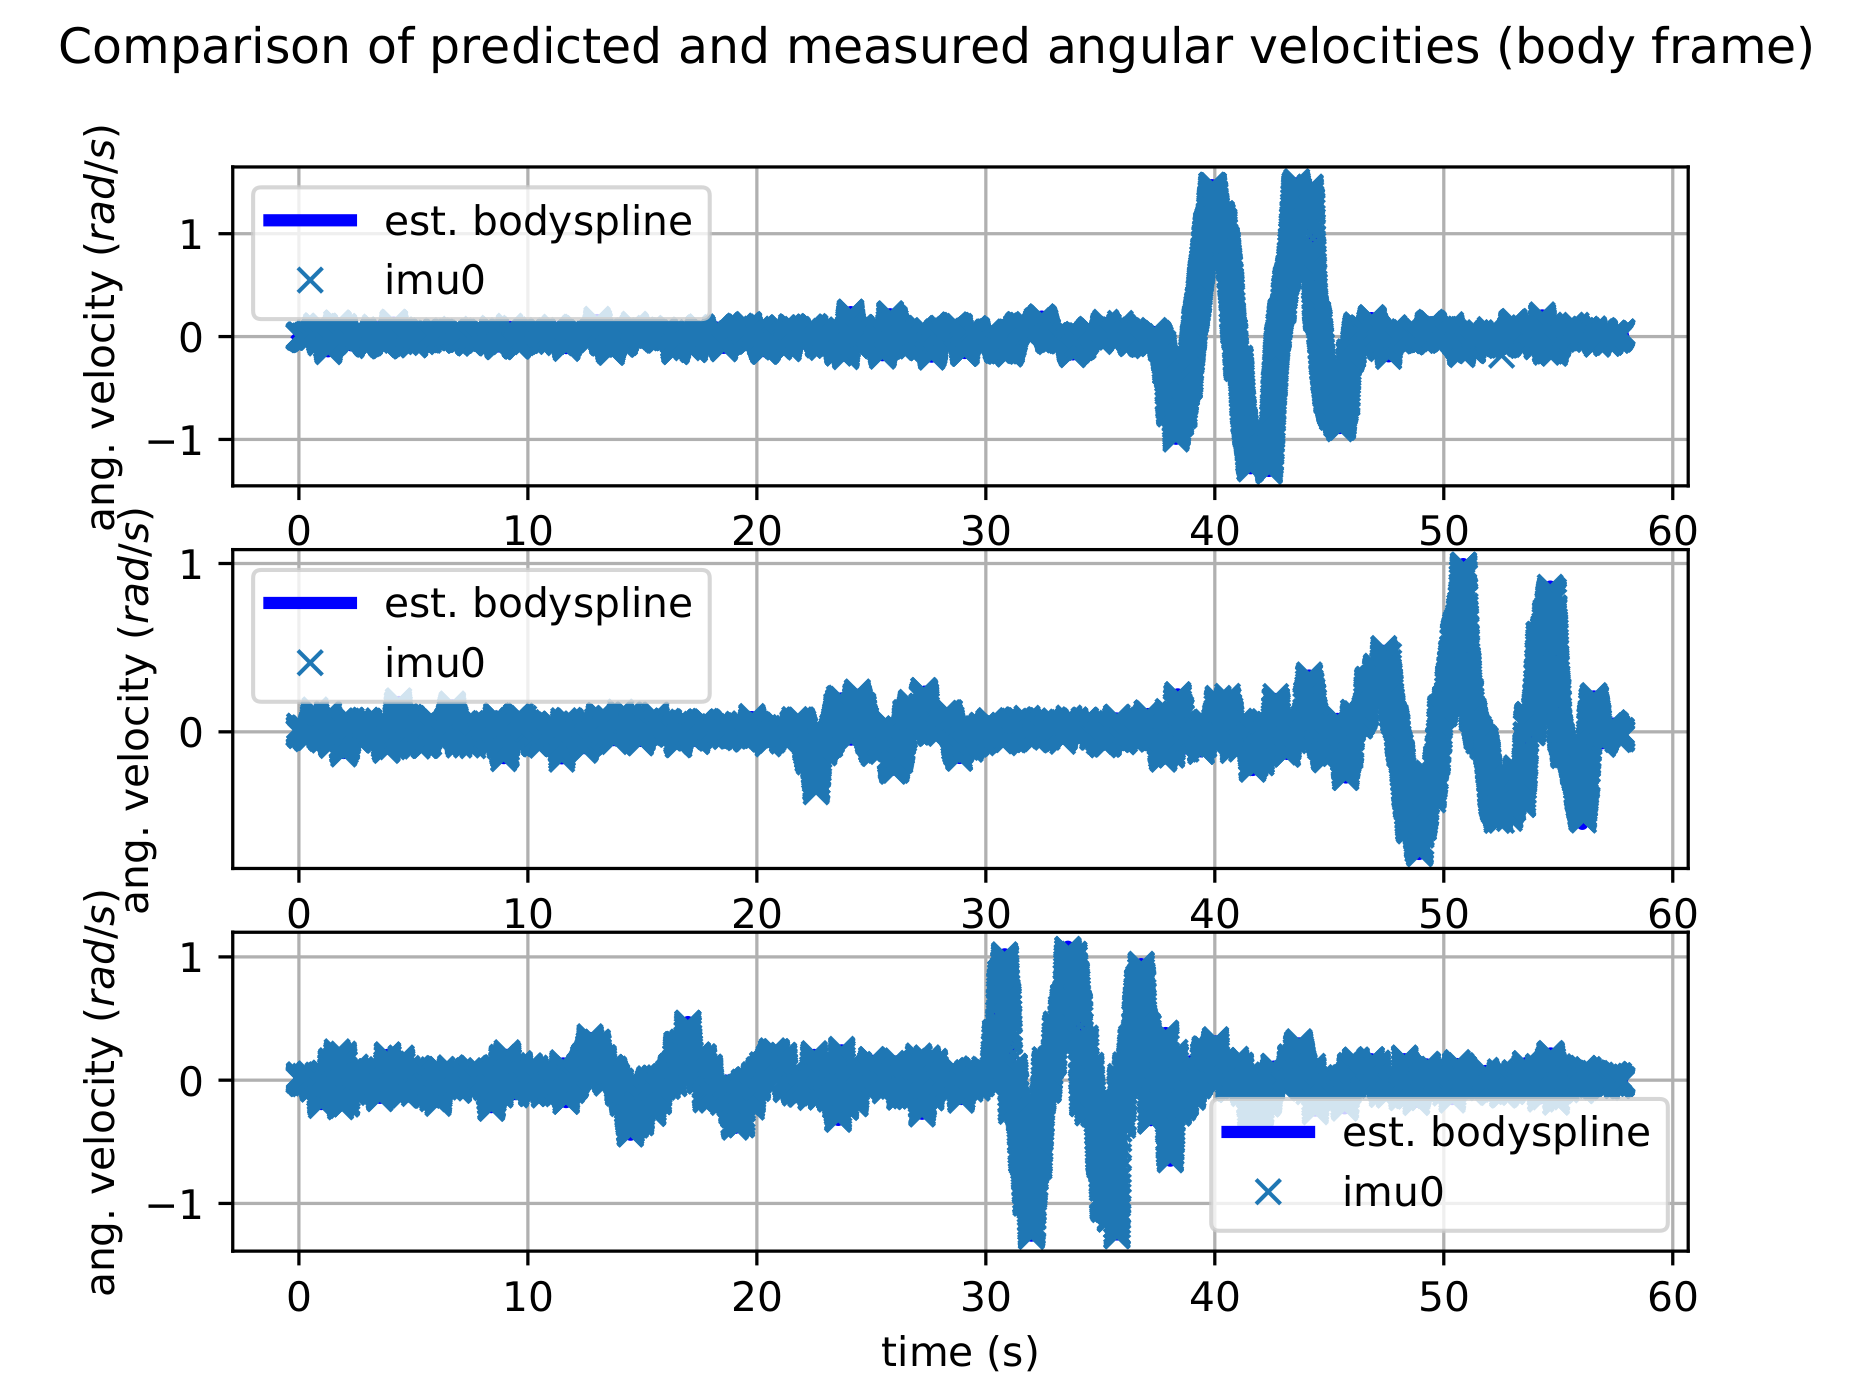 Comparison of predicted and measured angular velocities (body frame)
ang. velocity (rad/s)
1
0
−1
est. bodyspline
imu0
0 10 20 30 40 50 60
ang. velocity (rad/s)
1
0
est. bodyspline
imu0
0 10 20 30 40 50 60
ang. velocity (rad/s)
1
0
−1
est. bodyspline
imu0
0 10 20 30 40 50 60
time (s)